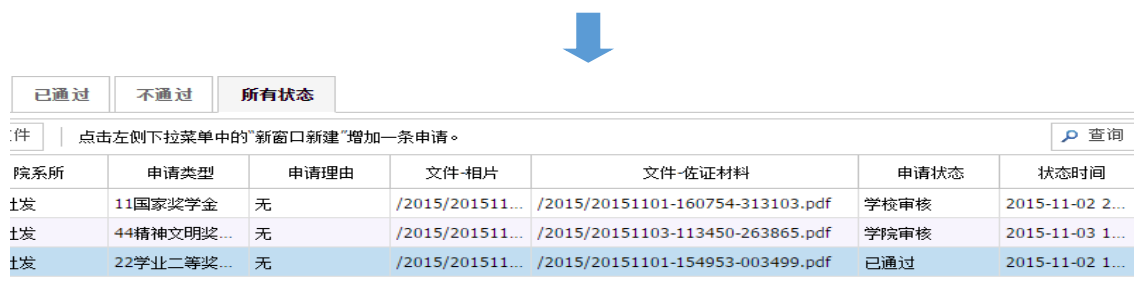 已通过 不通过 所有状态
件 点击左侧下拉菜单中的"新窗口新建"增加一条申请。 查询
院系所 申请类型 申请理由 文件-相片 文件-佐证材料 申请状态 状态时间
发 11国家奖学金 无 /2015/201511... /2015/20151101-160754-313103.pdf 学校审核 2015-11-02 2...
发 44精神文明奖... 无 /2015/201511... /2015/20151103-113450-263865.pdf 学院审核 2015-11-03 1...
发 22学业二等奖... 无 /2015/201511... /2015/20151101-154953-003499.pdf 已通过 2015-11-02 1...